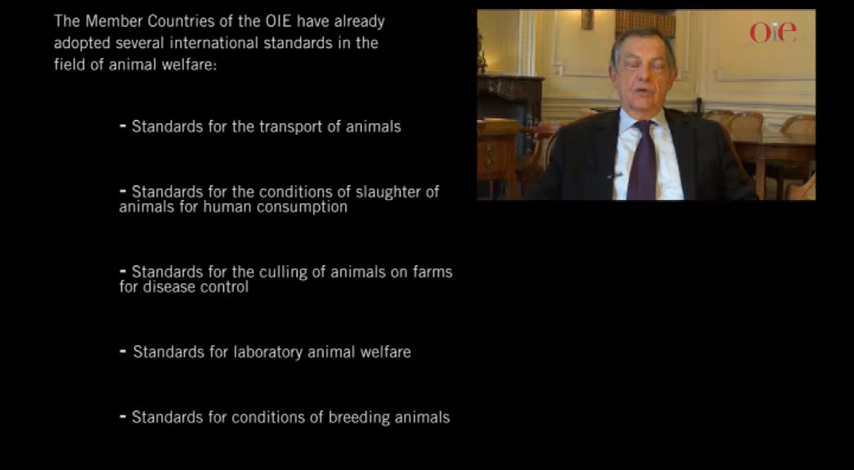 The Member Countries of the OIE have already
adopted several international standards in the
field of animal welfare:
- Standards for the transport of animals
- Standards for the conditions of slaughter of
animals for human consumption
- Standards for the culling of animals on farms
for disease control
- Standards for laboratory animal welfare
- Standards for conditions of breeding animals
Oie